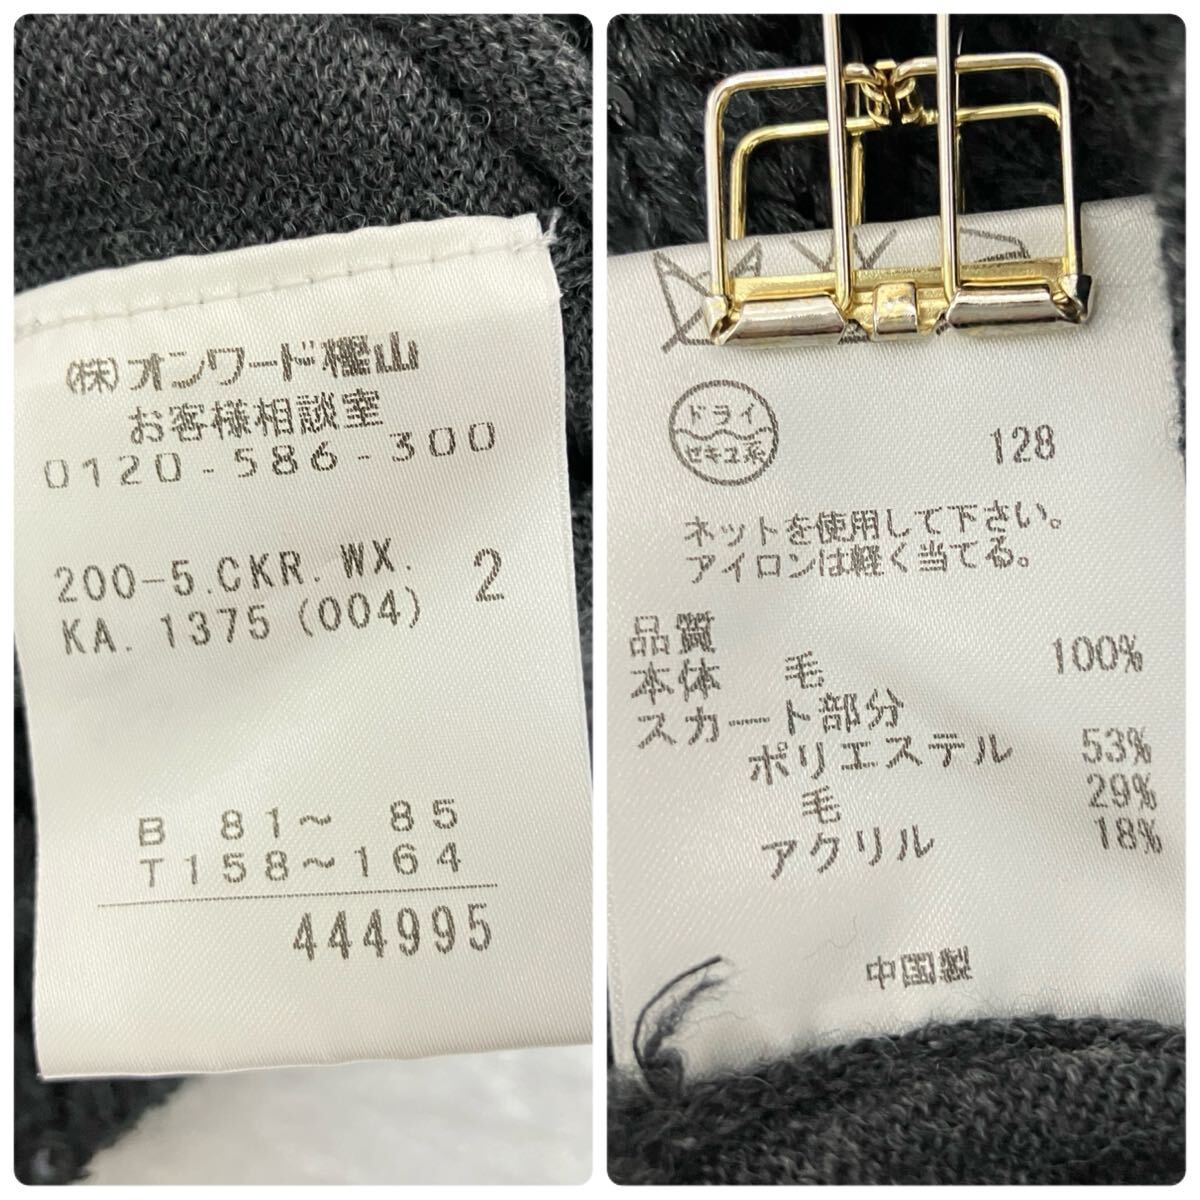 (株)オンワード樫山
お客様相談室
0120-586-300
200-5.CKR.WX. 2
KA.1375(004)
B 81～ 85
T158～164
444995
ドライ
セキユ系
128
ネットを使用して下さい。
アイロンは軽く当てる。
品質
本体 毛 100%
スカート部分
ポリエステル 53%
毛 29%
アクリル 18%
中国製